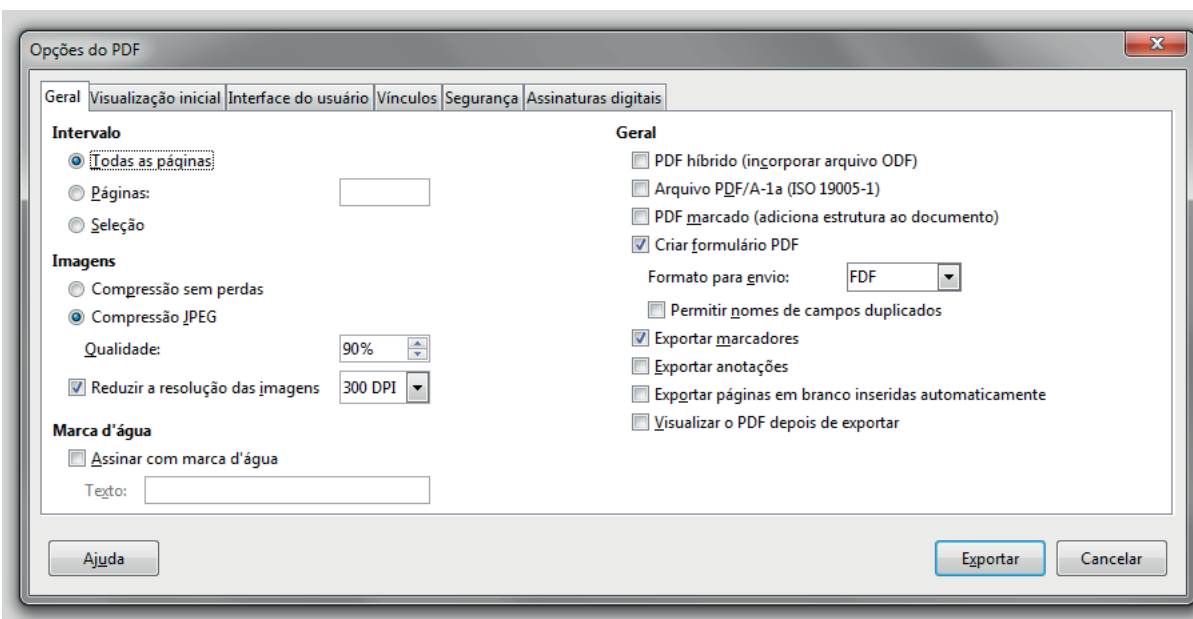 Opções do PDF
Geral Visualização inicial Interface do usuário Vínculos Segurança Assinaturas digitais
Intervalo
Todas as páginas
Páginas:
Seleção
Imagens
Compressão sem perdas
Compressão JPEG
Qualidade: 90%
Reduzir a resolução das imagens 300 DPI
Marca d'água
Assinar com marca d'água
Texto:
Geral
PDF híbrido (incorporar arquivo ODF)
Arquivo PDF/A-1a (ISO 19005-1)
PDF marcado (adiciona estrutura ao documento)
Criar formulário PDF
Formato para envio: FDF
Permitir nomes de campos duplicados
Exportar marcadores
Exportar anotações
Exportar páginas em branco inseridas automaticamente
Visualizar o PDF depois de exportar
Ajuda Exportar Cancelar